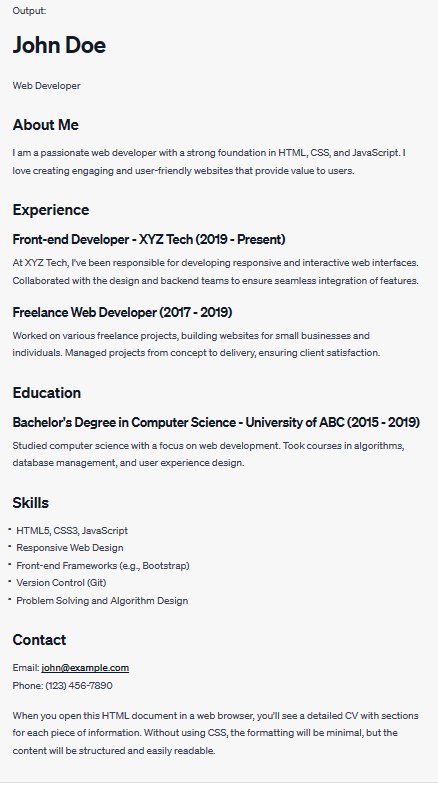 Output:
John Doe
Web Developer
About Me
I am a passionate web developer with a strong foundation in HTML, CSS, and JavaScript. I
love creating engaging and user-friendly websites that provide value to users.
Experience
Front-end Developer - XYZ Tech (2019 - Present)
At XYZ Tech, I've been responsible for developing responsive and interactive web interfaces.
Collaborated with the design and backend teams to ensure seamless integration of features.
Freelance Web Developer (2017 - 2019)
Worked on various freelance projects, building websites for small businesses and
individuals. Managed projects from concept to delivery, ensuring client satisfaction.
Education
Bachelor's Degree in Computer Science - University of ABC (2015 - 2019)
Studied computer science with a focus on web development. Took courses in algorithms,
database management, and user experience design.
Skills
• HTML5, CSS3, JavaScript
• Responsive Web Design
• Front-end Frameworks (e.g., Bootstrap)
• Version Control (Git)
• Problem Solving and Algorithm Design
Contact
Email: john@example.com
Phone: (123) 456-7890
When you open this HTML document in a web browser, you'll see a detailed CV with sections
for each piece of information. Without using CSS, the formatting will be minimal, but the
content will be structured and easily readable.